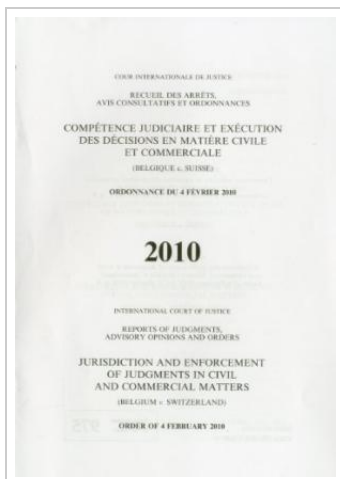 COUR INTERNATIONALE DE JUSTICE
RECUEIL DES ARRÊTS,
AVIS CONSULTATIFS ET ORDONNANCES
COMPÉTENCE JUDICIAIRE ET EXÉCUTION
DES DÉCISIONS EN MATIÈRE CIVILE
ET COMMERCIALE
(BELGIQUE c. SUISSE)
ORDONNANCE DU 4 FÉVRIER 2010
2010
INTERNATIONAL COURT OF JUSTICE
REPORTS OF JUDGMENTS,
ADVISORY OPINIONS AND ORDERS
JURISDICTION AND ENFORCEMENT
OF JUDGMENTS IN CIVIL
AND COMMERCIAL MATTERS
(BELGIUM v. SWITZERLAND)
ORDER OF 4 FEBRUARY 2010